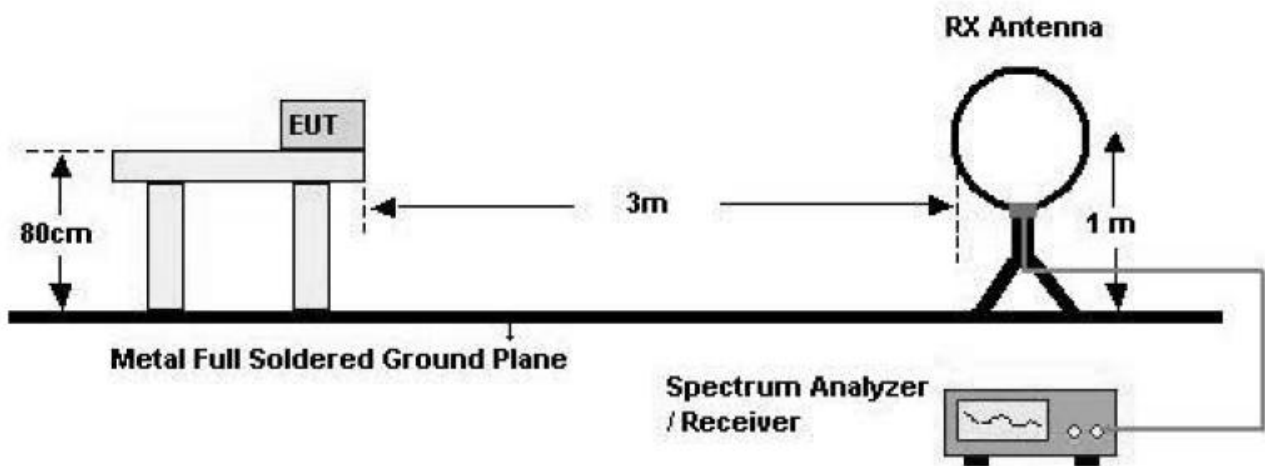 RX Antenna
EUT
80cm
3m
1 m
Metal Full Soldered Ground Plane
Spectrum Analyzer
/ Receiver